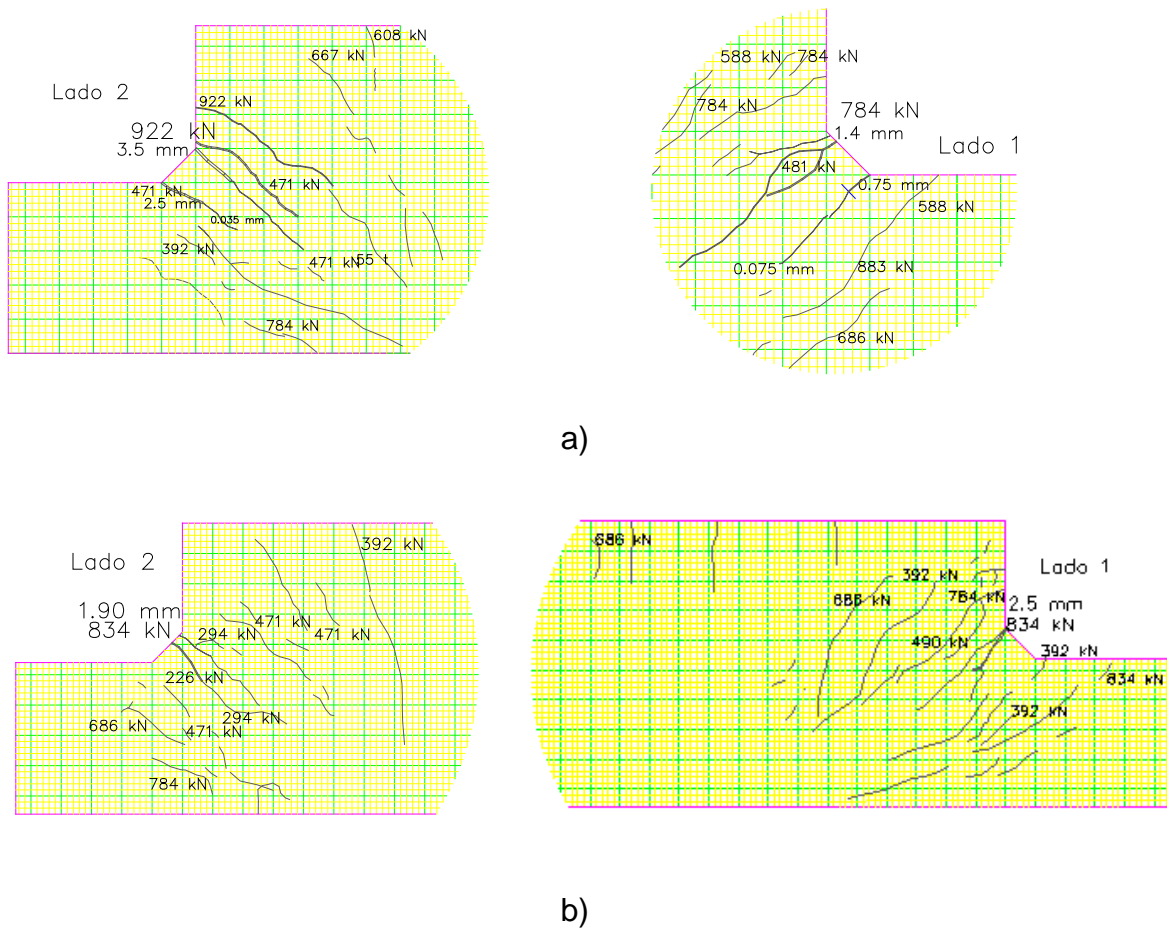 608 kN
667 kN
Lado 2
922 kN
922 kN
3.5 mm
471 kN
471 kN
2.5 mm
0.035 mm
392 kN
471 kN
55 t
784 kN
588 kN
784 kN
784 kN
784 kN
1.4 mm
Lado 1
481 kN
0.75 mm
588 kN
0.075 mm
883 kN
686 kN
a)
392 kN
Lado 2
1.90 mm
834 kN
471 kN
471 kN
294 kN
226 kN
294 kN
686 kN
471 kN
784 kN
686 kN
392 kN
Lado 1
686 kN
784 kN
2.5 mm
834 kN
490 kN
392 kN
834 kN
392 kN
b)